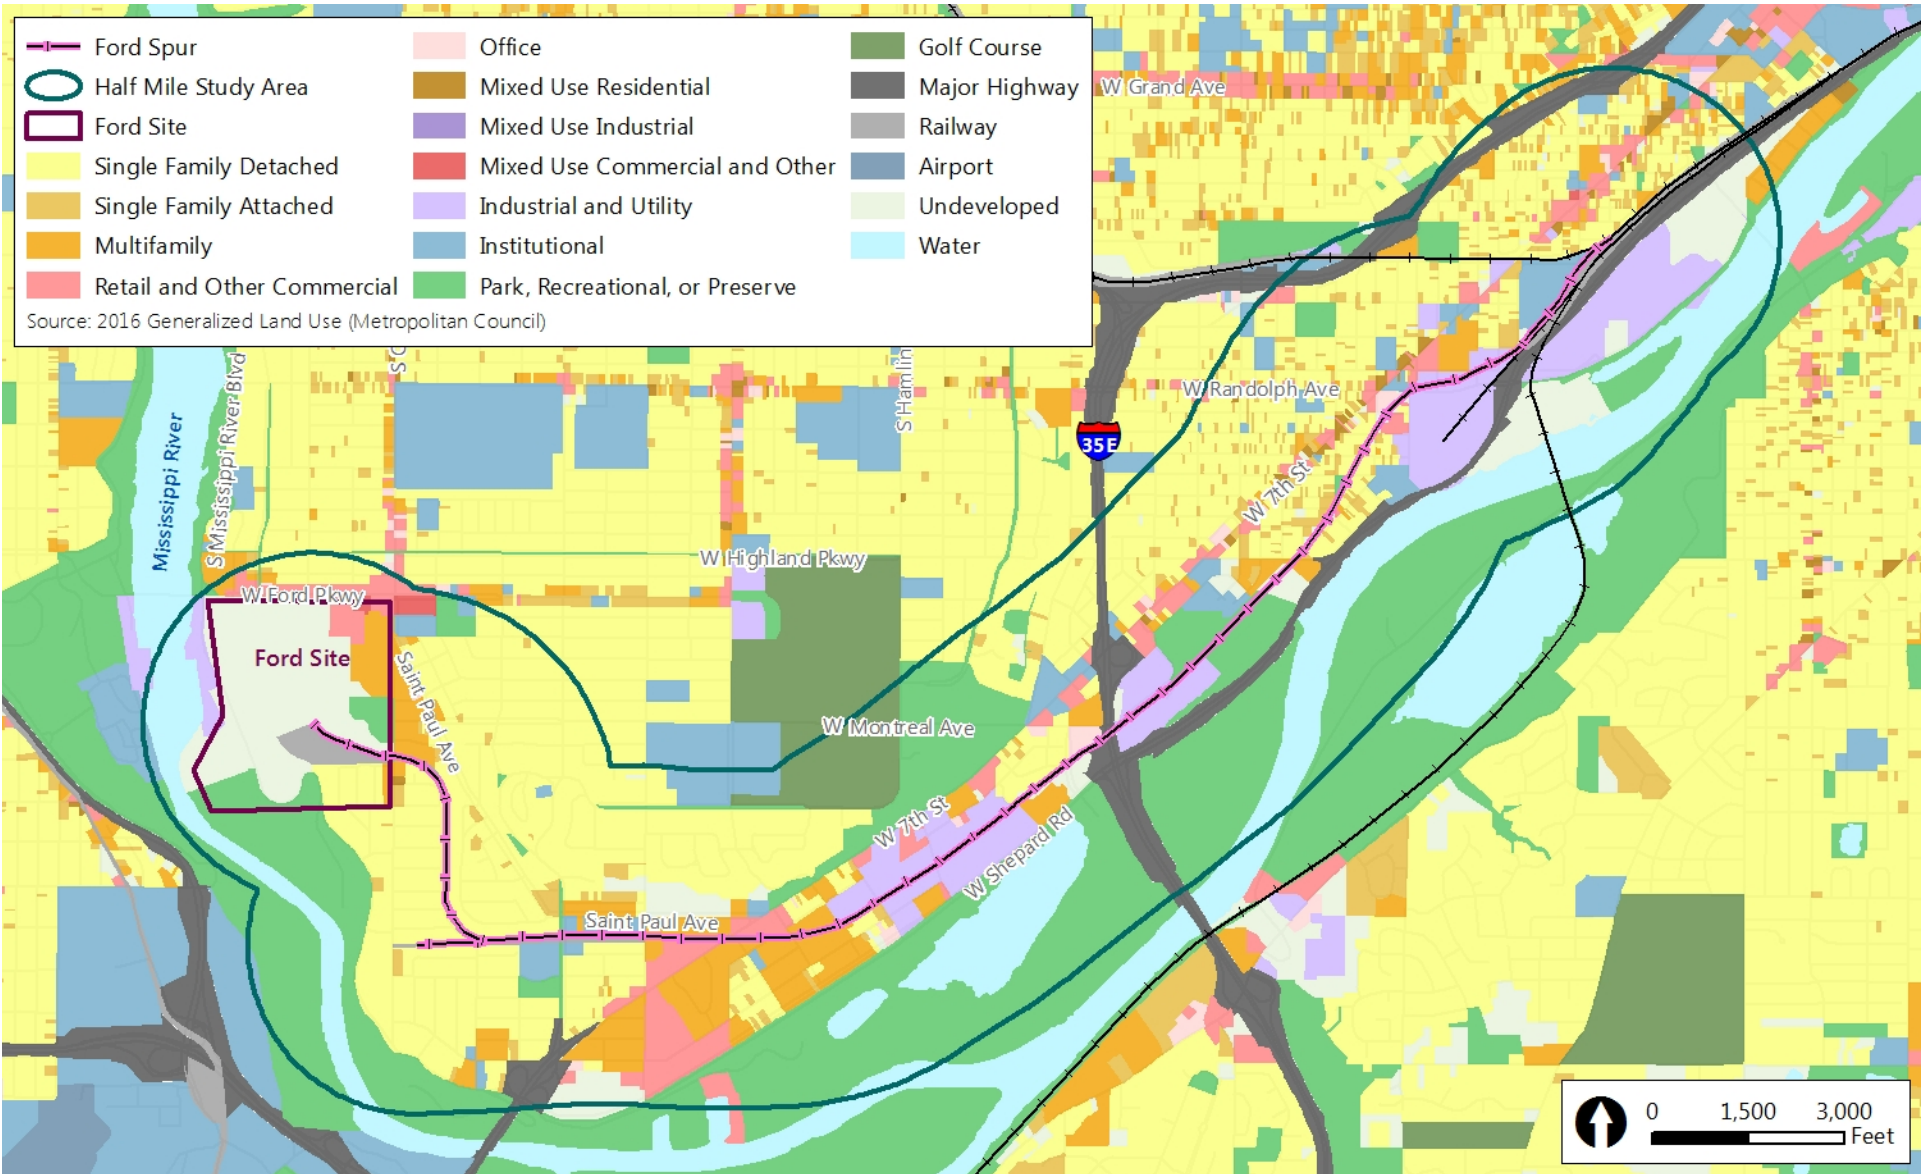 Ford Spur
Half Mile Study Area
Ford Site
Single Family Detached
Single Family Attached
Multifamily
Retail and Other Commercial
Office
Mixed Use Residential
Mixed Use Industrial
Mixed Use Commercial and Other
Industrial and Utility
Institutional
Park, Recreational, or Preserve
Golf Course
Major Highway
Railway
Airport
Undeveloped
Water
Source: 2016 Generalized Land Use (Metropolitan Council)
W Grand Ave
W Randolph Ave
S Hamlin
S Mississippi River Blvd
Mississippi River
35E
W 7th St
W Highland Pkwy
W Ford Pkwy
Ford Site
Saint Paul Ave
W Montreal Ave
W 7th St
W Shepard Rd
Saint Paul Ave
0 1,500 3,000
Feet